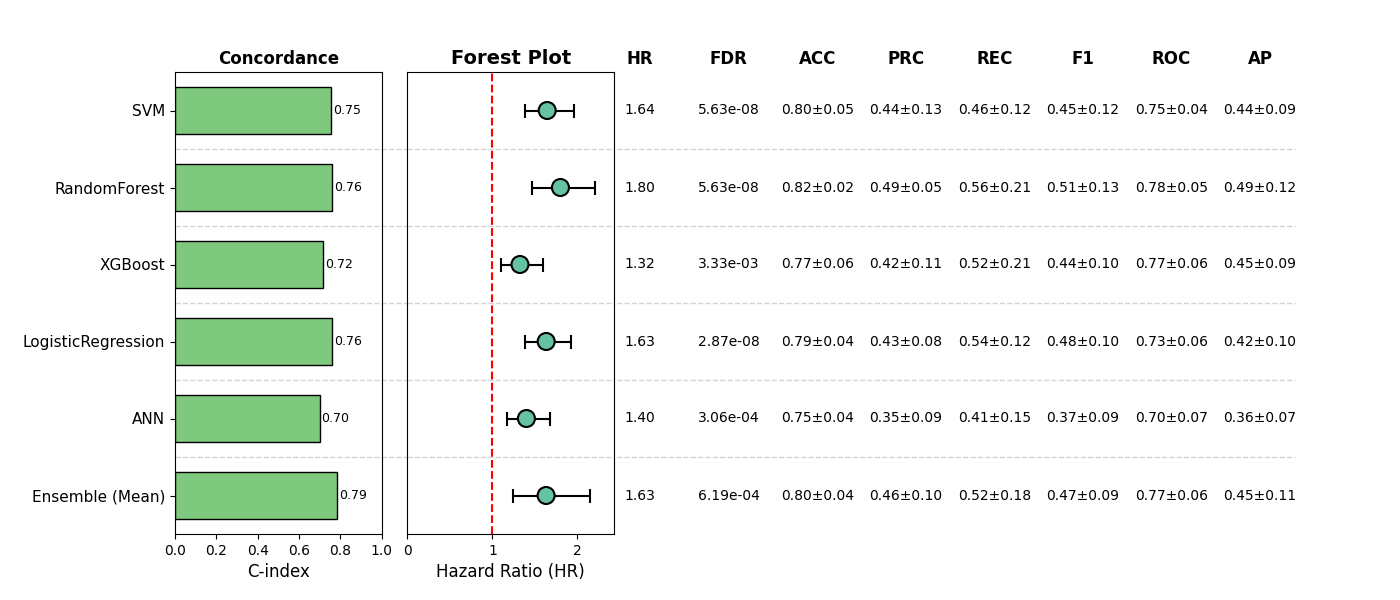 Concordance Forest Plot HR FDR ACC PRC REC F1 ROC AP
SVM 0.75 1.64 5.63e-08 0.80±0.05 0.44±0.13 0.46±0.12 0.45±0.12 0.75±0.04 0.44±0.09
RandomForest 0.76 1.80 5.63e-08 0.82±0.02 0.49±0.05 0.56±0.21 0.51±0.13 0.78±0.05 0.49±0.12
XGBoost 0.72 1.32 3.33e-03 0.77±0.06 0.42±0.11 0.52±0.21 0.44±0.10 0.77±0.06 0.45±0.09
LogisticRegression 0.76 1.63 2.87e-08 0.79±0.04 0.43±0.08 0.54±0.12 0.48±0.10 0.73±0.06 0.42±0.10
ANN 0.70 1.40 3.06e-04 0.75±0.04 0.35±0.09 0.41±0.15 0.37±0.09 0.70±0.07 0.36±0.07
Ensemble (Mean) 0.79 1.63 6.19e-04 0.80±0.04 0.46±0.10 0.52±0.18 0.47±0.09 0.77±0.06 0.45±0.11
0.0 0.2 0.4 0.6 0.8 1.0 0 1 2
C-index Hazard Ratio (HR)